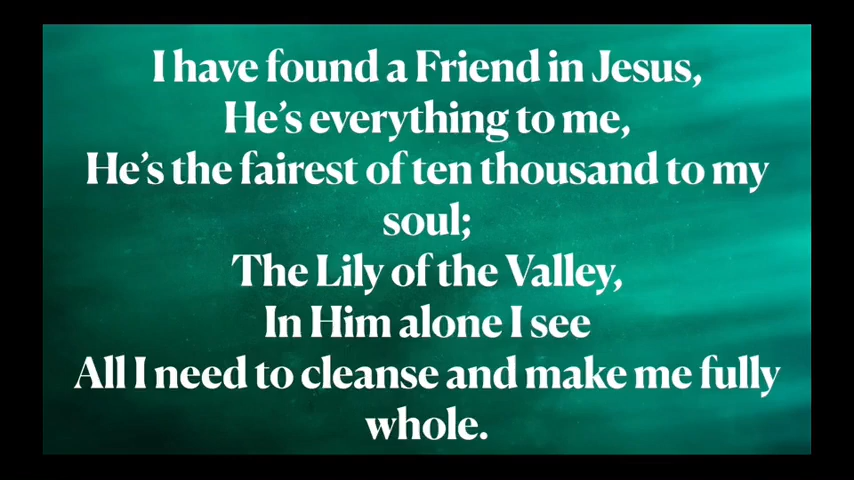 I have found a Friend in Jesus,
He’s everything to me,
He’s the fairest of ten thousand to my
soul;
The Lily of the Valley,
In Him alone I see
All I need to cleanse and make me fully
whole.